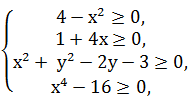 4 − x² ≥ 0,
1 + 4x ≥ 0,
x² + y² − 2y − 3 ≥ 0,
x⁴ − 16 ≥ 0,